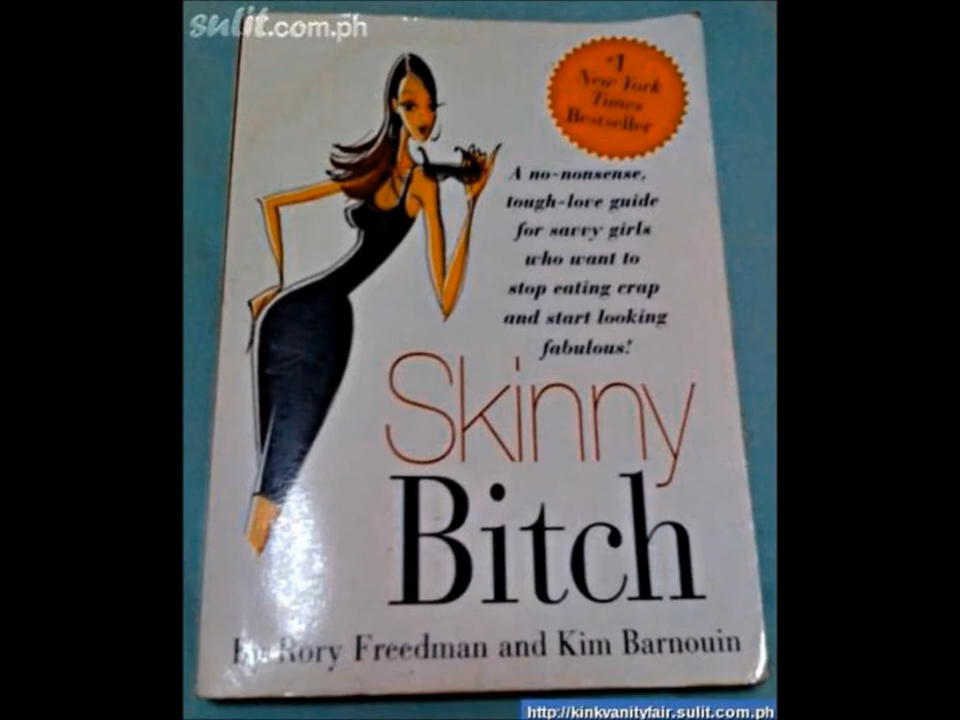 sulit.com.ph
#1
New York
Times
Bestseller
A no-nonsense,
tough-love guide
for savvy girls
who want to
stop eating crap
and start looking
fabulous!
Skinny
Bitch
By Rory Freedman and Kim Barnouin
http://kinkvanityfair.sulit.com.ph